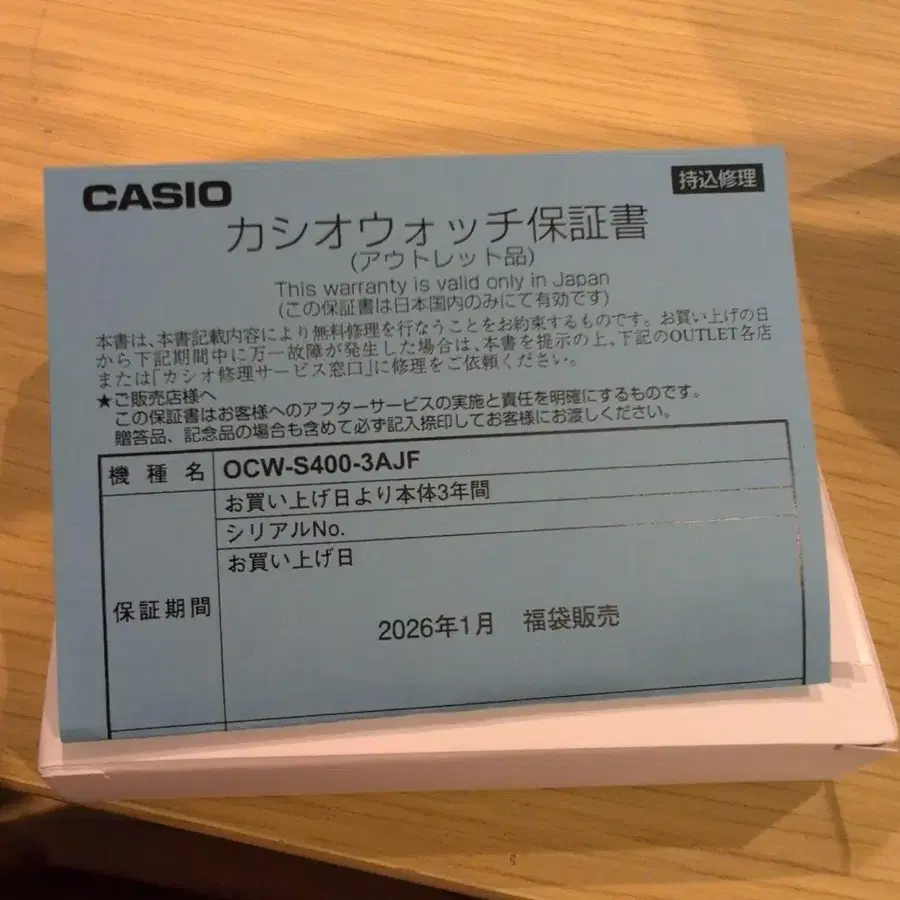 CASIO
持込修理
カシオウォッチ保証書
(アウトレット品)
This warranty is valid only in Japan
(この保証書は日本国内のみにて有効です)
本書は、本書記載内容により無料修理を行なうことをお約束するものです。お買い上げの日
から下記期間中に万一故障が発生した場合は、本書を提示の上、下記のOUTLET各店
または「カシオ修理サービス窓口」に修理をご依頼ください。
★ご販売店様へ
この保証書はお客様へのアフターサービスの実施と責任を明確にするものです。
贈答品、記念品の場合も含めて必ず記入捺印してお客様にお渡しください。
機種名 OCW-S400-3AJF
お買い上げ日より本体3年間
シリアルNo.
お買い上げ日
保証期間
2026年1月 福袋販売